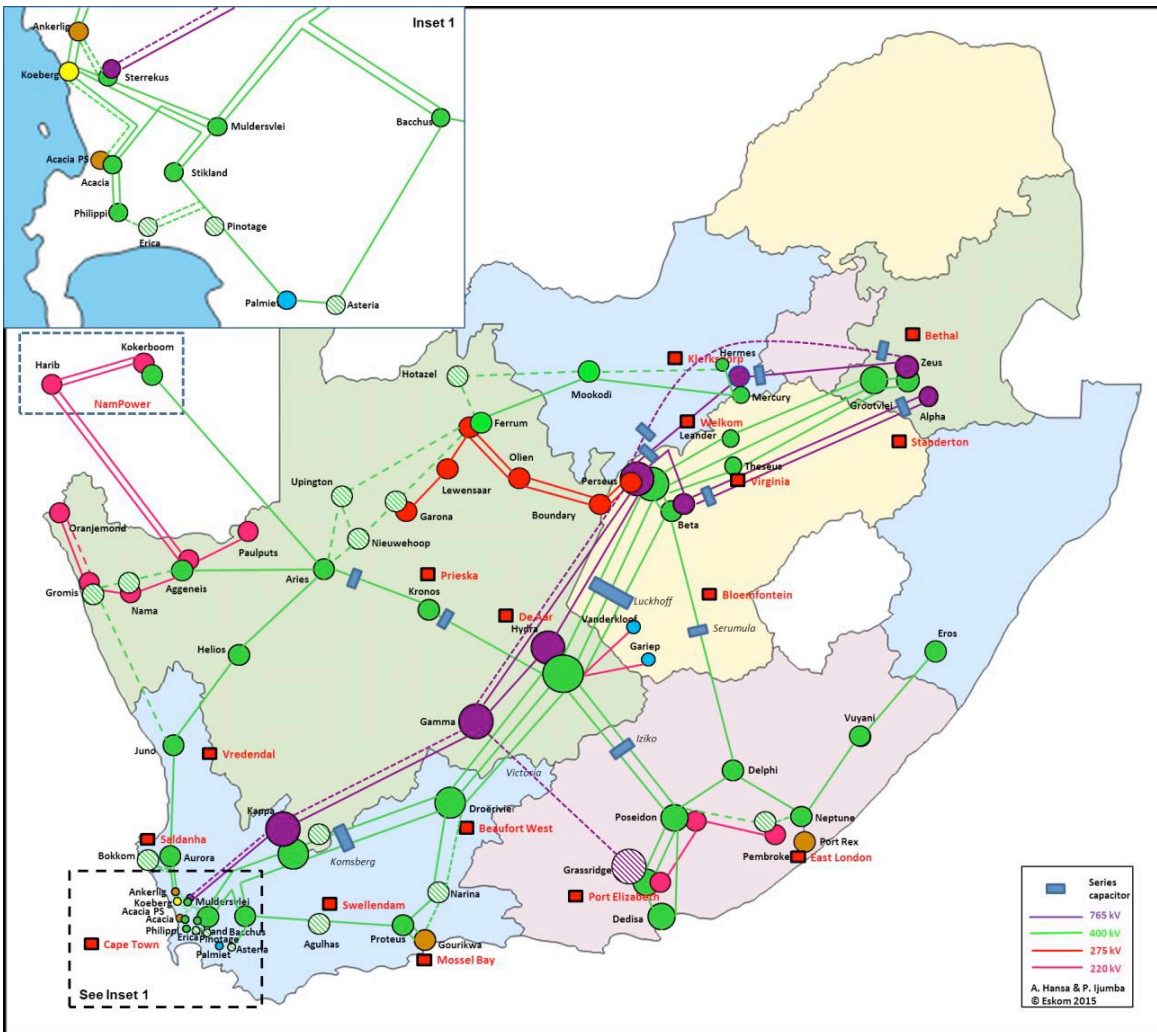 Inset 1
Ankerlig
Koeberg
Sterrekus
Muldersvlei
Bacchus
Acacia PS
Acacia
Stikland
Philippi
Erica
Pinotage
Palmiet
Asteria
Harib
Kokerboom
NamPower
Hotazel
Mookodi
Klerksdorp
Hermes
Mercury
Bethal
Zeus
Grootvlei
Alpha
Ferrum
Welkom
Leander
Standerton
Olien
Lewensaar
Upington
Perseus
Theseus
Virginia
Garona
Boundary
Beta
Oranjemond
Paulputs
Nieuwehoop
Gromis
Nama
Aggeneis
Aries
Prieska
Kronos
Luckhoff
Bloemfontein
De Aar
Hydra
Vanderkloof
Gariep
Serumula
Helios
Eros
Gamma
Vuyani
Juno
Vredendal
Iziko
Victoria
Delphi
Kappa
Droërivier
Poseidon
Neptune
Saldanha
Beaufort West
Port Rex
Bokkom
Aurora
Komsberg
Pembroke
East London
Grassridge
Ankerlig
Koeberg
Muldersvlei
Narina
Port Elizabeth
Acacia PS
Acacia
Swellendam
Dedisa
Philippi
Erica
Bacchus
Pinotage
Agulhas
Proteus
Gourikwa
Cape Town
Palmiet
Asteria
Mossel Bay
See Inset 1
Series
capacitor
765 kV
400 kV
275 kV
220 kV
A. Hansa & P. Ijumba
© Eskom 2015